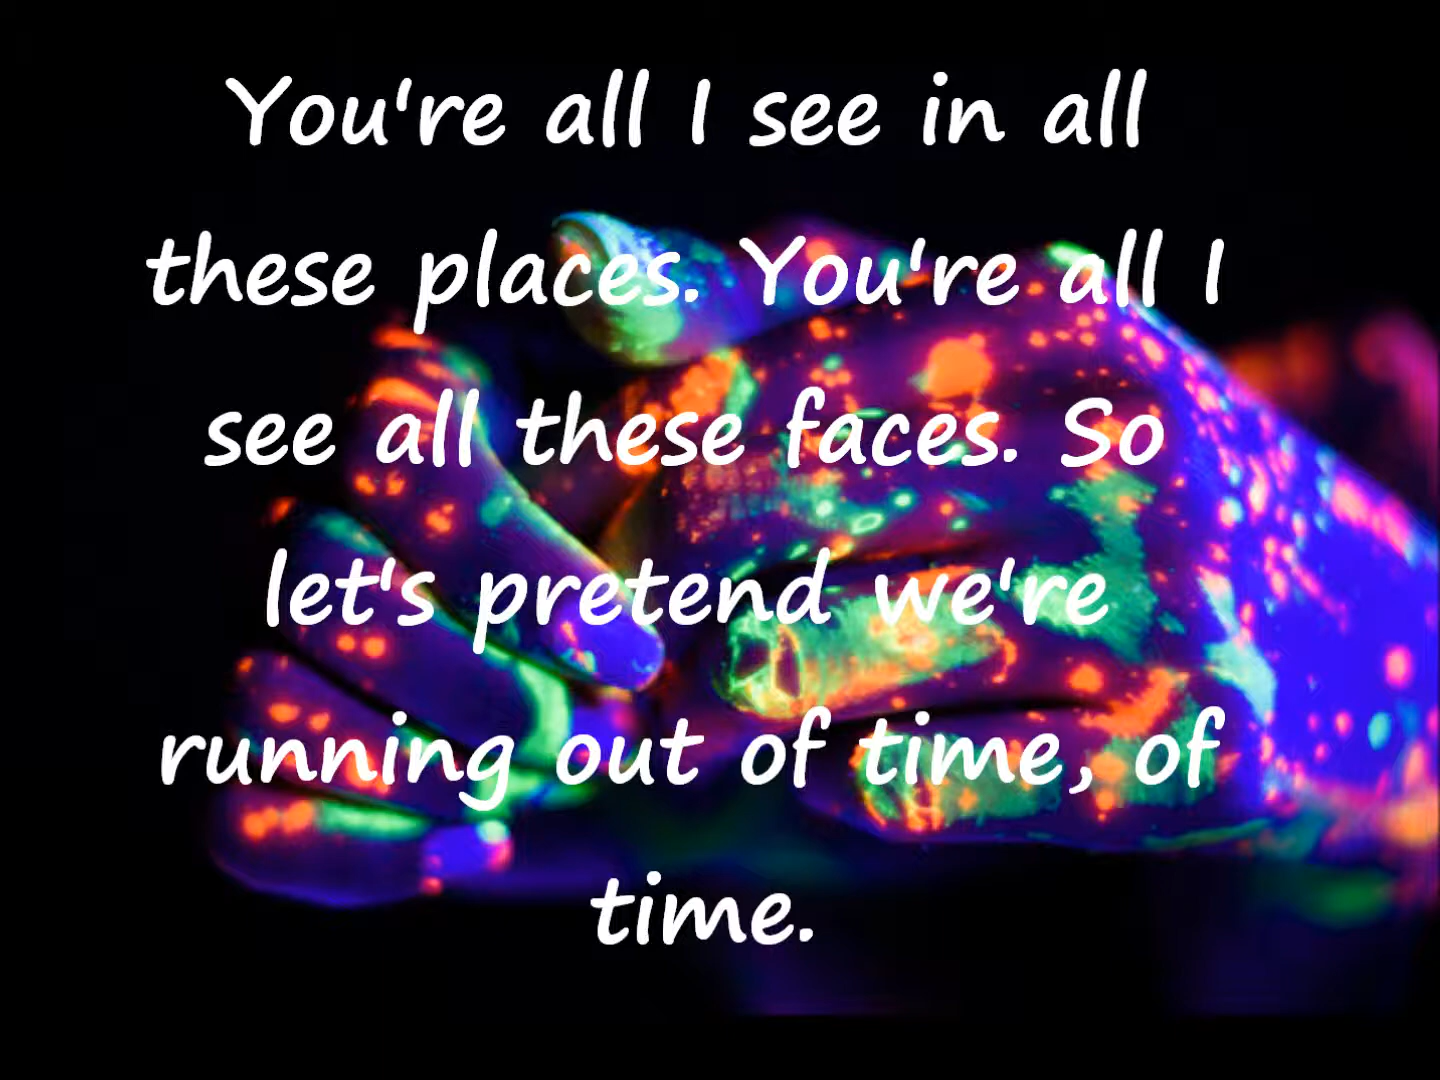 You're all I see in all
these places. You're all I
see all these faces. So
let's pretend we're
running out of time, of
time.